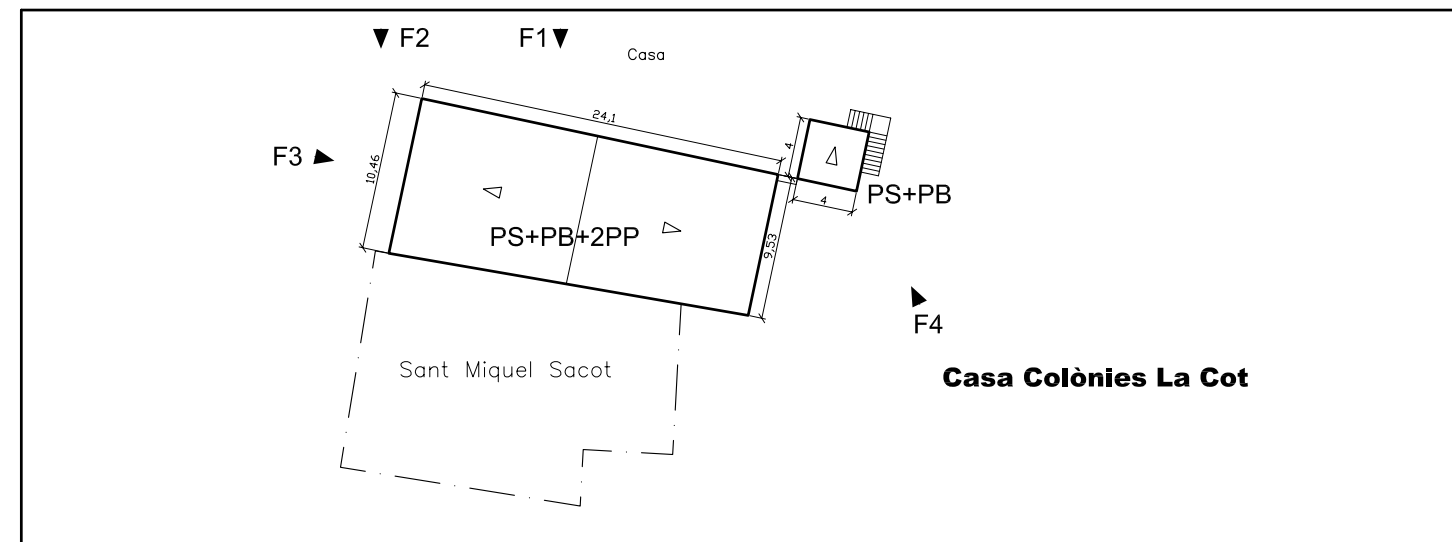 F2
F1
Casa
24,1
F3
10,46
4
4
PS+PB
PS+PB+2PP
9,53
F4
Sant Miquel Sacot
Casa Colònies La Cot